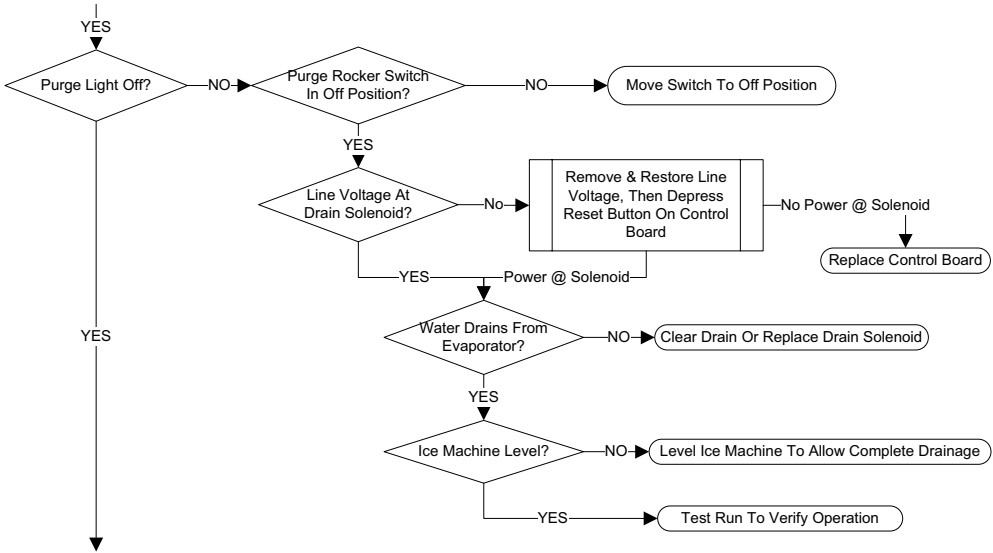 YES
Purge Light Off?
NO
Purge Rocker Switch
In Off Position?
NO
Move Switch To Off Position
YES
Line Voltage At
Drain Solenoid?
No
Remove & Restore Line
Voltage, Then Depress
Reset Button On Control
Board
No Power @ Solenoid
Replace Control Board
YES
Power @ Solenoid
YES
Water Drains From
Evaporator?
NO
Clear Drain Or Replace Drain Solenoid
YES
Ice Machine Level?
NO
Level Ice Machine To Allow Complete Drainage
YES
Test Run To Verify Operation